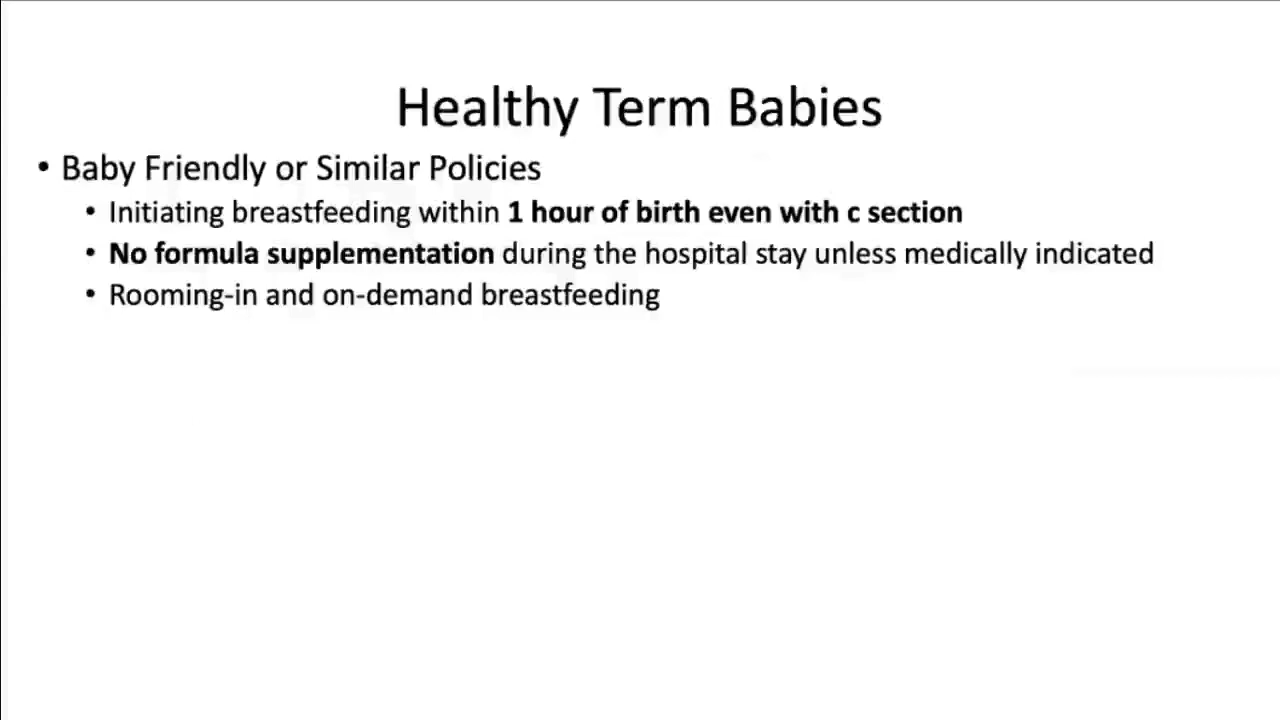 Healthy Term Babies
• Baby Friendly or Similar Policies
• Initiating breastfeeding within 1 hour of birth even with c section
• No formula supplementation during the hospital stay unless medically indicated
• Rooming-in and on-demand breastfeeding